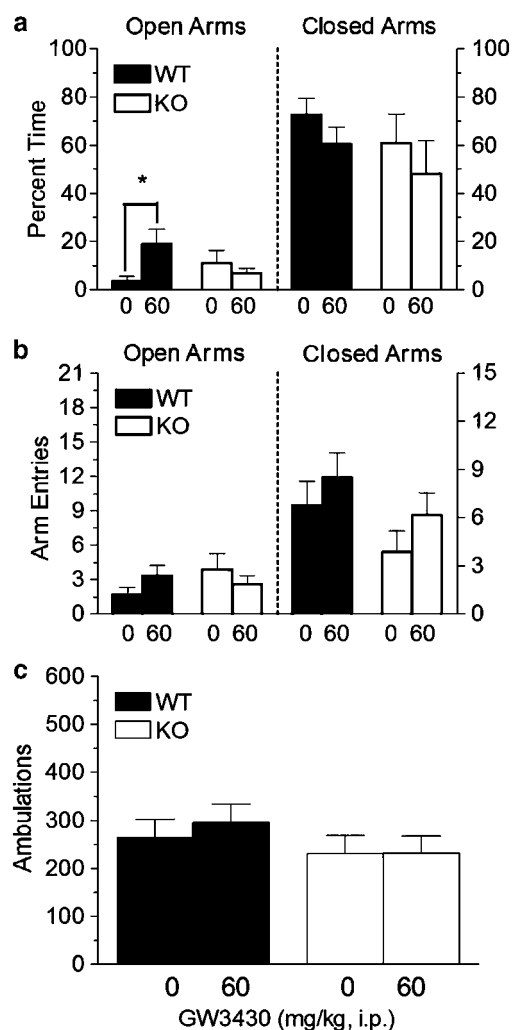 a
Open Arms Closed Arms
100 100
80 80
60 60
40 40
20 20
0 0
WT
KO
*
Percent Time
0 60 0 60 0 60 0 60
b
Open Arms Closed Arms
21 15
18
15 12
12 9
9 6
6 3
3
0 0
WT
KO
Arm Entries
0 60 0 60 0 60 0 60
c
600
500
400
300
200
100
0
WT
KO
Ambulations
0 60 0 60
GW3430 (mg/kg, i.p.)